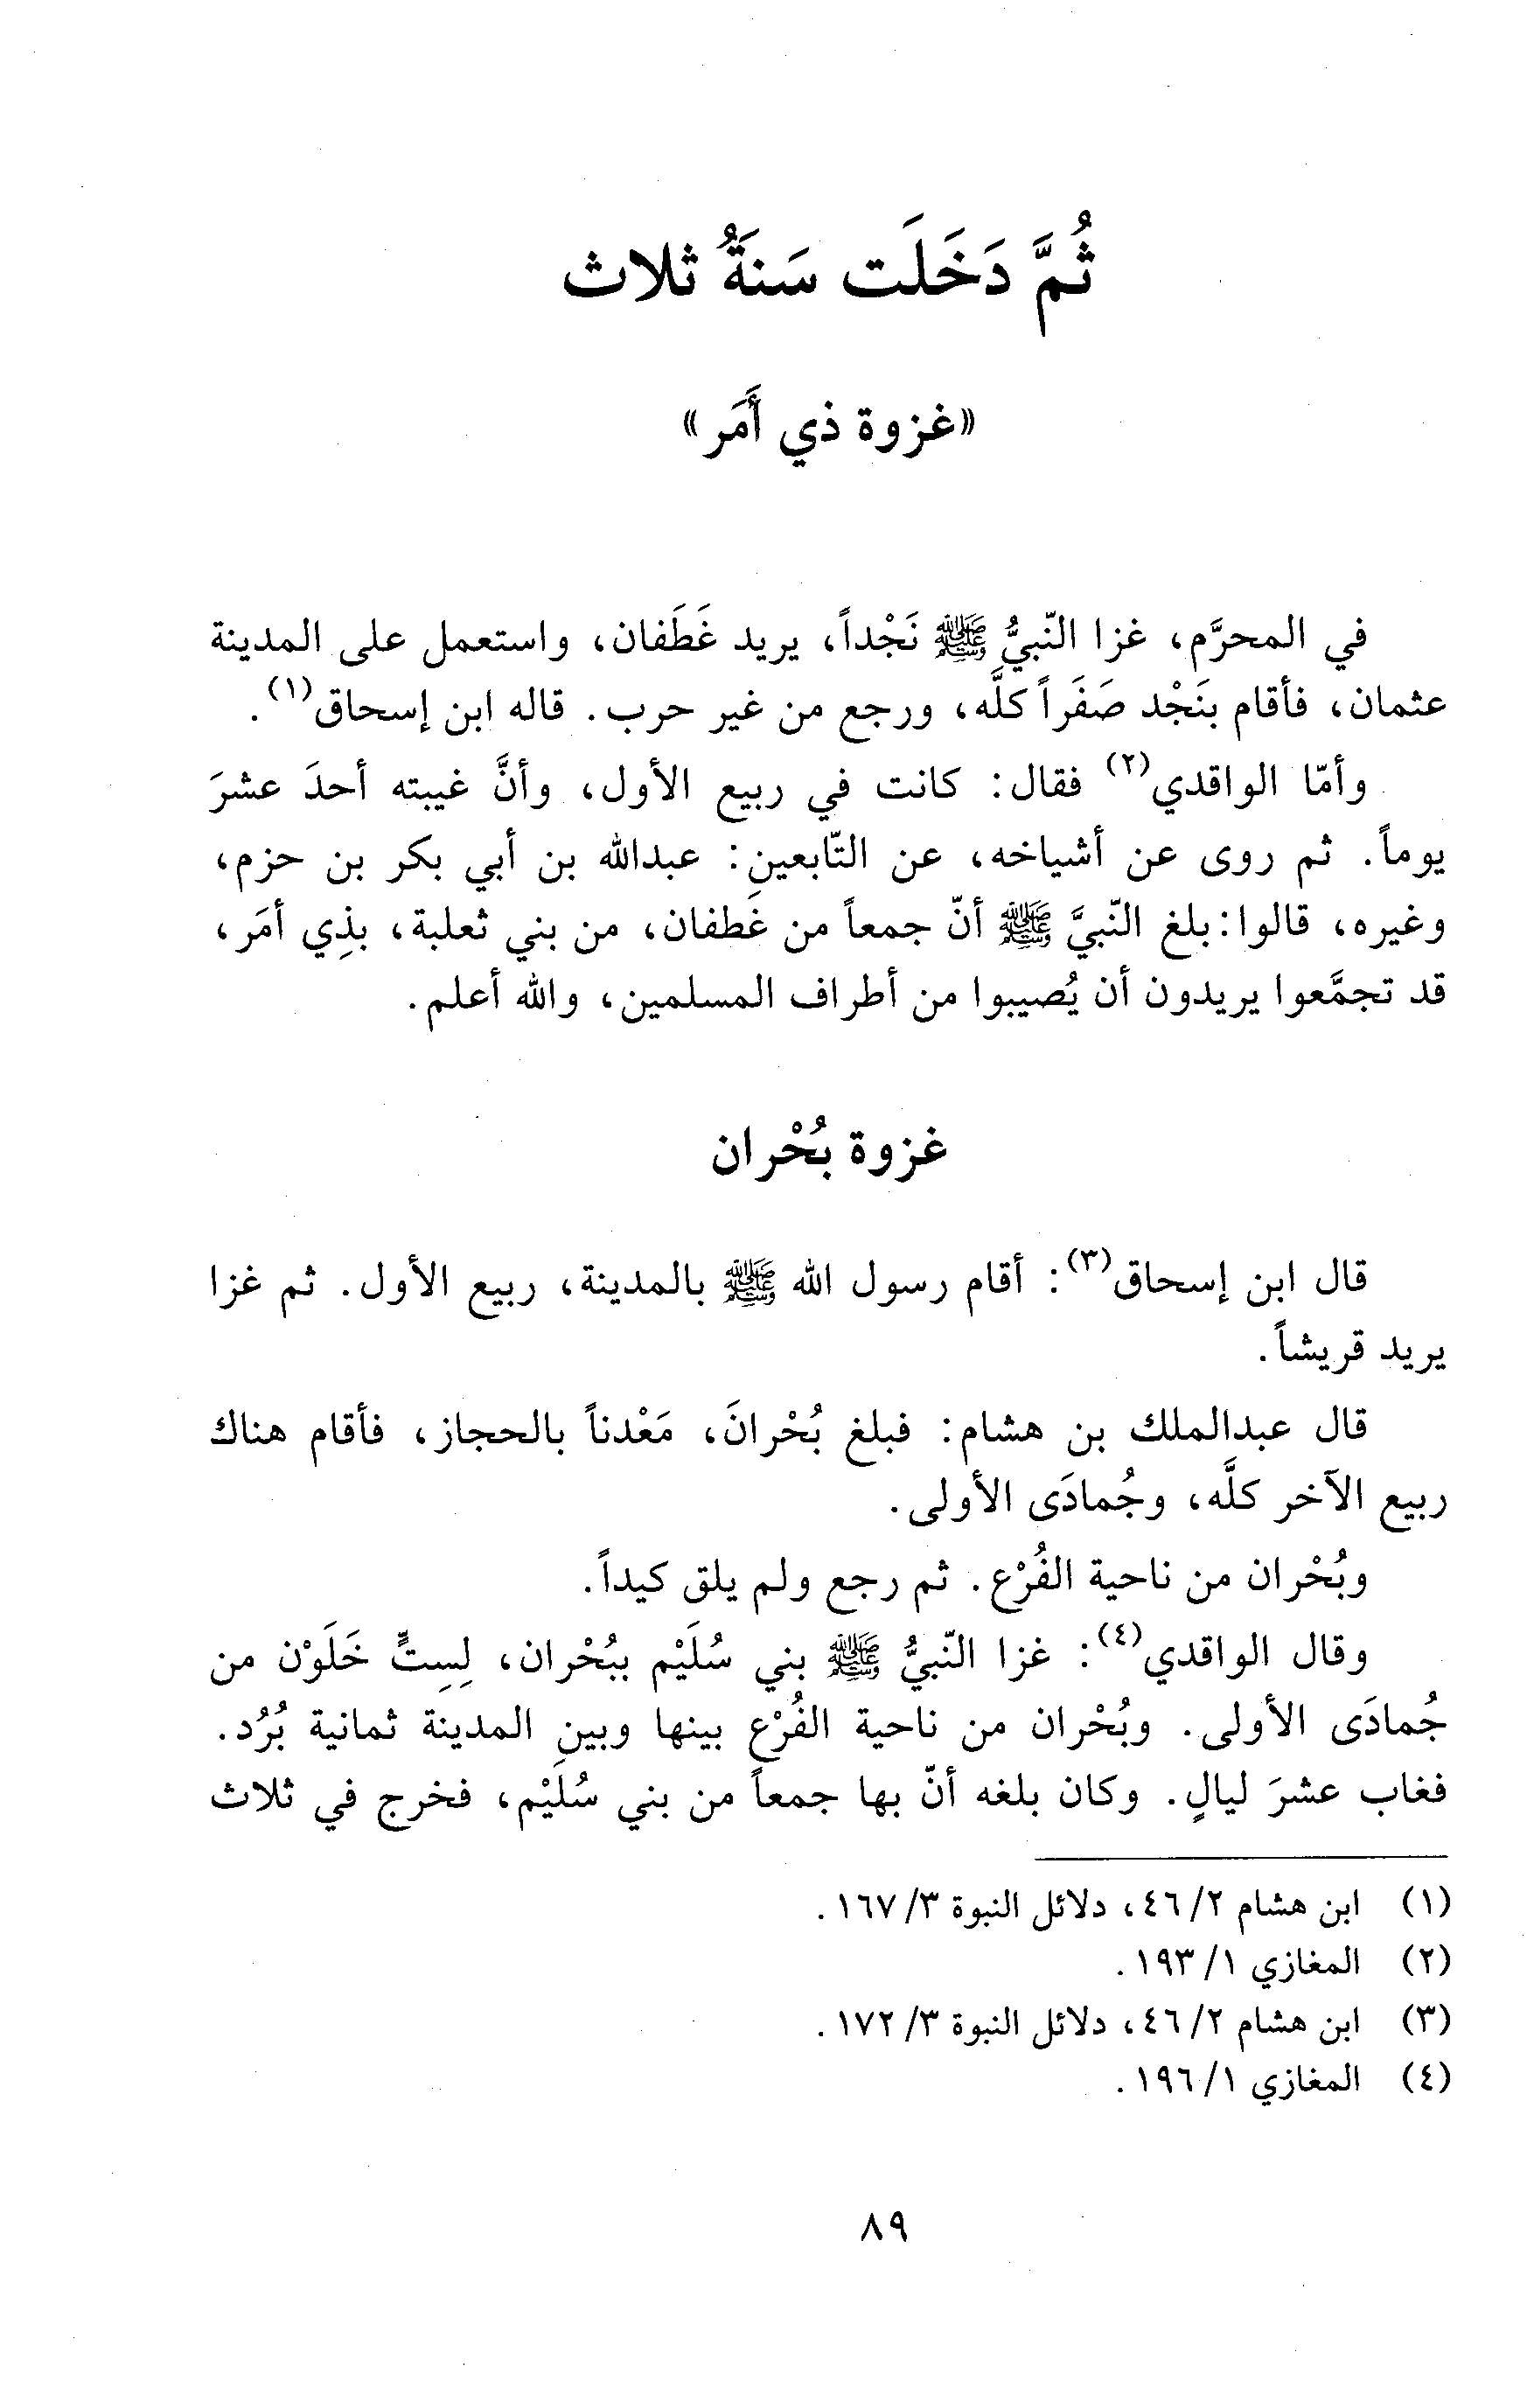 ثُمَّ دَخَلَت سَنَةُ ثلاث
«غزوة ذي أَمَر»
في المحرَّم، غزا النّبيُّ ﷺ نَجْداً، يريد غَطَفان، واستعمل على المدينة
عثمان، فأقام بنَجْد صَفَراً كلَّه، ورجع من غير حرب. قاله ابن إسحاق(١).
وأمّا الواقدي(٢) فقال: كانت في ربيع الأول، وأنَّ غيبته أحدَ عشرَ
يوماً. ثم روى عن أشياخه، عن التّابعينِ: عبدالله بن أبي بكر بن حزم،
وغيره، قالوا: بلغ النّبيَّ ﷺ أنّ جمعاً من غَطفان، من بني ثعلبة، بذِي أمَر،
قد تجمَّعوا يريدون أن يُصيبوا من أطراف المسلمين، والله أعلم.
غزوة بُحْران
قال ابن إسحاق(٣): أقام رسول الله ﷺ بالمدينة، ربيع الأول. ثم غزا
يريد قريشاً.
قال عبدالملك بن هشام: فبلغ بُحْرانَ، مَعْدناً بالحجاز، فأقام هناك
ربيع الآخر كلَّه، وجُمادَى الأولى.
وبُحْران من ناحية الفُرْع. ثم رجع ولم يلق كيداً.
وقال الواقدي(٤): غزا النّبيُّ ﷺ بني سُلَيْم ببُحْران، لِسِتٍّ خَلَوْن من
جُمادَى الأولى. وبُحْران من ناحية الفُرْع بينها وبينِ المدينة ثمانية بُرُد.
فغاب عشرَ ليالٍ. وكان بلغه أنّ بها جمعاً من بني سُلَيْم، فخرج في ثلاث
(١) ابن هشام ٢/ ٤٦، دلائل النبوة ٣/ ١٦٧.
(٢) المغازي ١/ ١٩٣.
(٣) ابن هشام ٢/ ٤٦، دلائل النبوة ٣/ ١٧٢.
(٤) المغازي ١/ ١٩٦.
٨٩